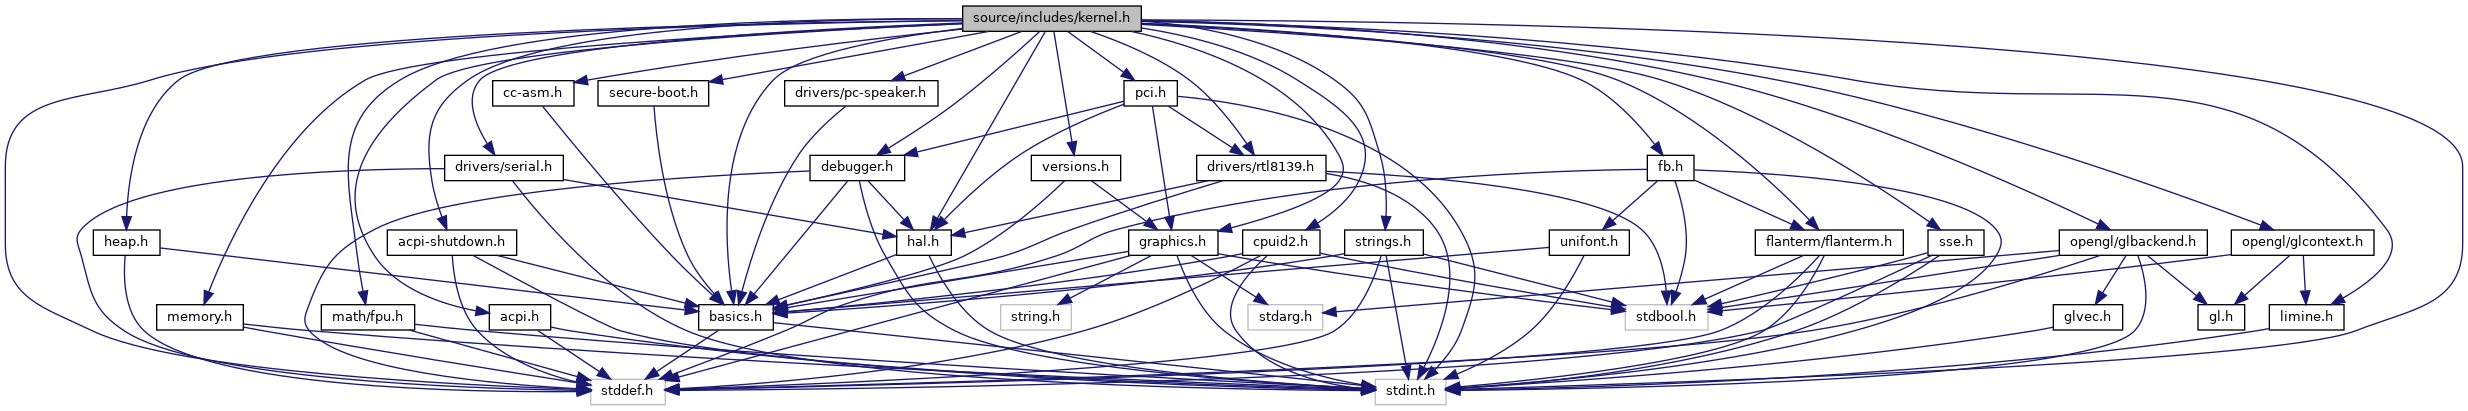 source/includes/kernel.h
cc-asm.h
secure-boot.h
drivers/pc-speaker.h
pci.h
drivers/serial.h
debugger.h
versions.h
drivers/rtl8139.h
fb.h
heap.h
acpi-shutdown.h
hal.h
graphics.h
cpuid2.h
strings.h
unifont.h
flanterm/flanterm.h
sse.h
opengl/glbackend.h
opengl/glcontext.h
memory.h
math/fpu.h
acpi.h
basics.h
string.h
stdarg.h
stdbool.h
glvec.h
gl.h
limine.h
stddef.h
stdint.h